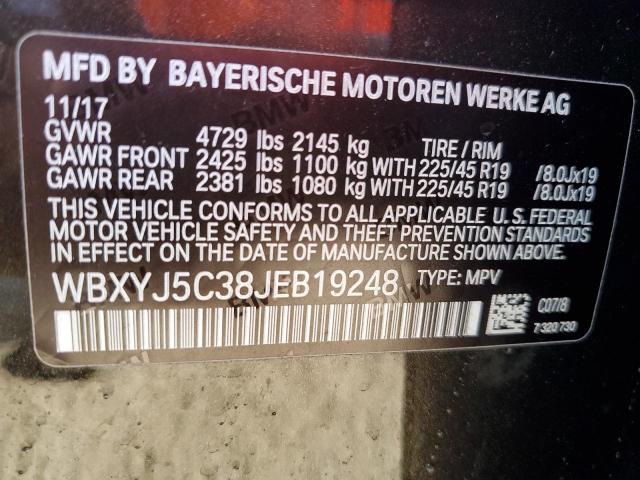 MFD BY BAYERISCHE MOTOREN WERKE AG
11/17
GVWR 4729 lbs 2145 kg TIRE / RIM
GAWR FRONT 2425 lbs 1100 kg WITH 225/45 R19 /8.0Jx19
GAWR REAR 2381 lbs 1080 kg WITH 225/45 R19 /8.0Jx19
THIS VEHICLE CONFORMS TO ALL APPLICABLE U.S. FEDERAL
MOTOR VEHICLE SAFETY AND THEFT PREVENTION STANDARDS
IN EFFECT ON THE DATE OF MANUFACTURE SHOWN ABOVE.
WBXYJ5C38JEB19248 TYPE: MPV
C07/8
7 320 730